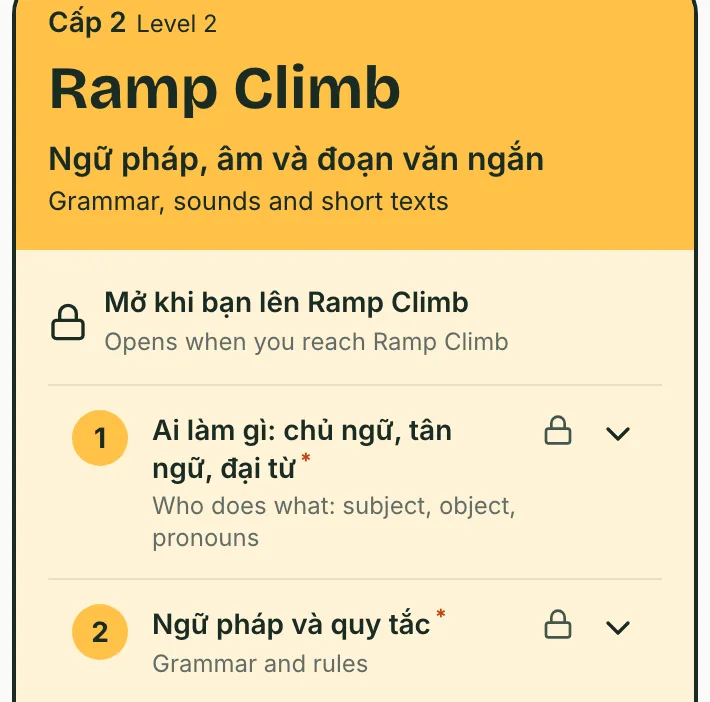 Cấp 2 Level 2
Ramp Climb
Ngữ pháp, âm và đoạn văn ngắn
Grammar, sounds and short texts
Mở khi bạn lên Ramp Climb
Opens when you reach Ramp Climb
1
Ai làm gì: chủ ngữ, tân
ngữ, đại từ *
Who does what: subject, object,
pronouns
2
Ngữ pháp và quy tắc *
Grammar and rules